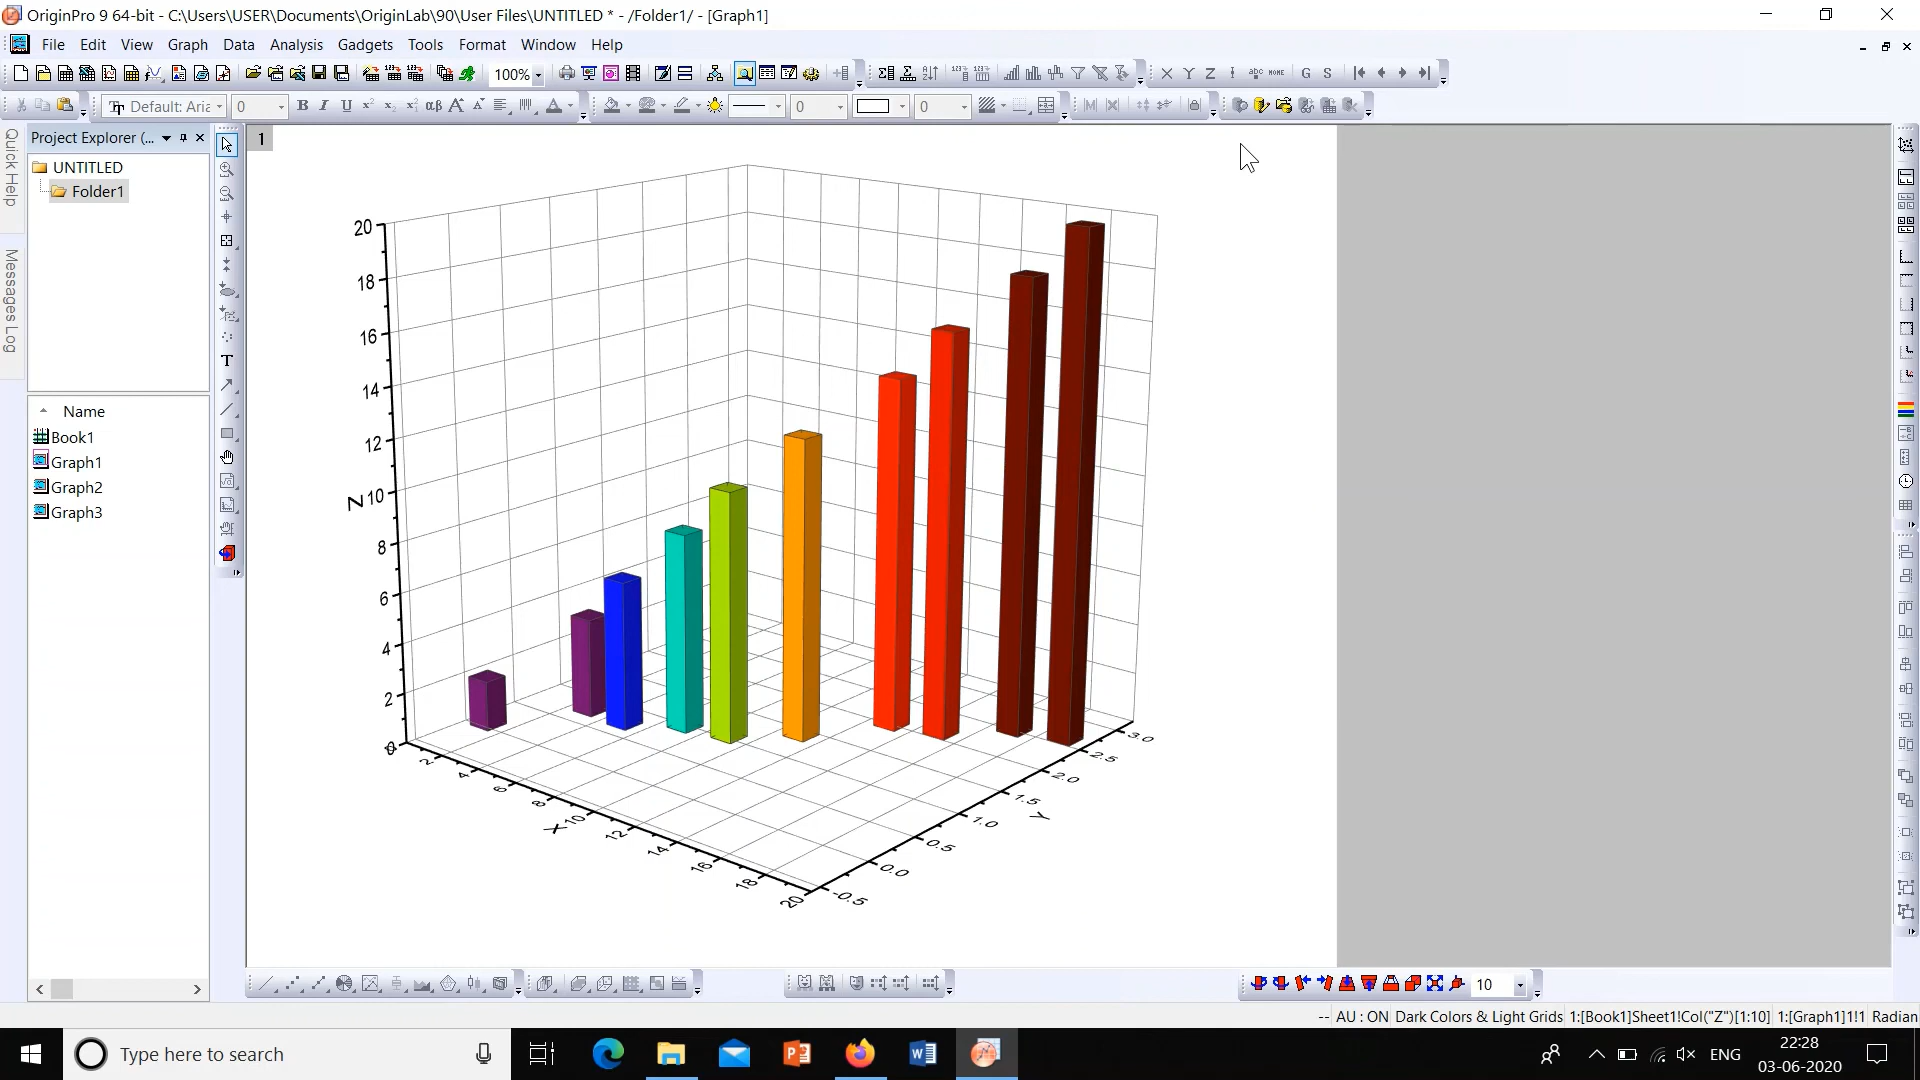 OriginPro 9 64-bit - C:\Users\USER\Documents\OriginLab\90\User Files\UNTITLED * - /Folder1/ - [Graph1]
File Edit View Graph Data Analysis Gadgets Tools Format Window Help
100%
Default: Aria 0 B I U αβ A 0 0
Quick Help
Messages Log
Project Explorer (...
UNTITLED
Folder1
Name
Book1
Graph1
Graph2
Graph3
1
20
18
16
14
12
10
8
6
4
2
0
Z
2
4
6
8
10
12
14
16
18
20
X
-0.5
0.0
0.5
1.0
1.5
2.0
2.5
3.0
Y
10
-- AU : ON Dark Colors & Light Grids 1:[Book1]Sheet1!Col("Z")[1:10] 1:[Graph1]1!1 Radian
Type here to search
ENG
22:28
03-06-2020